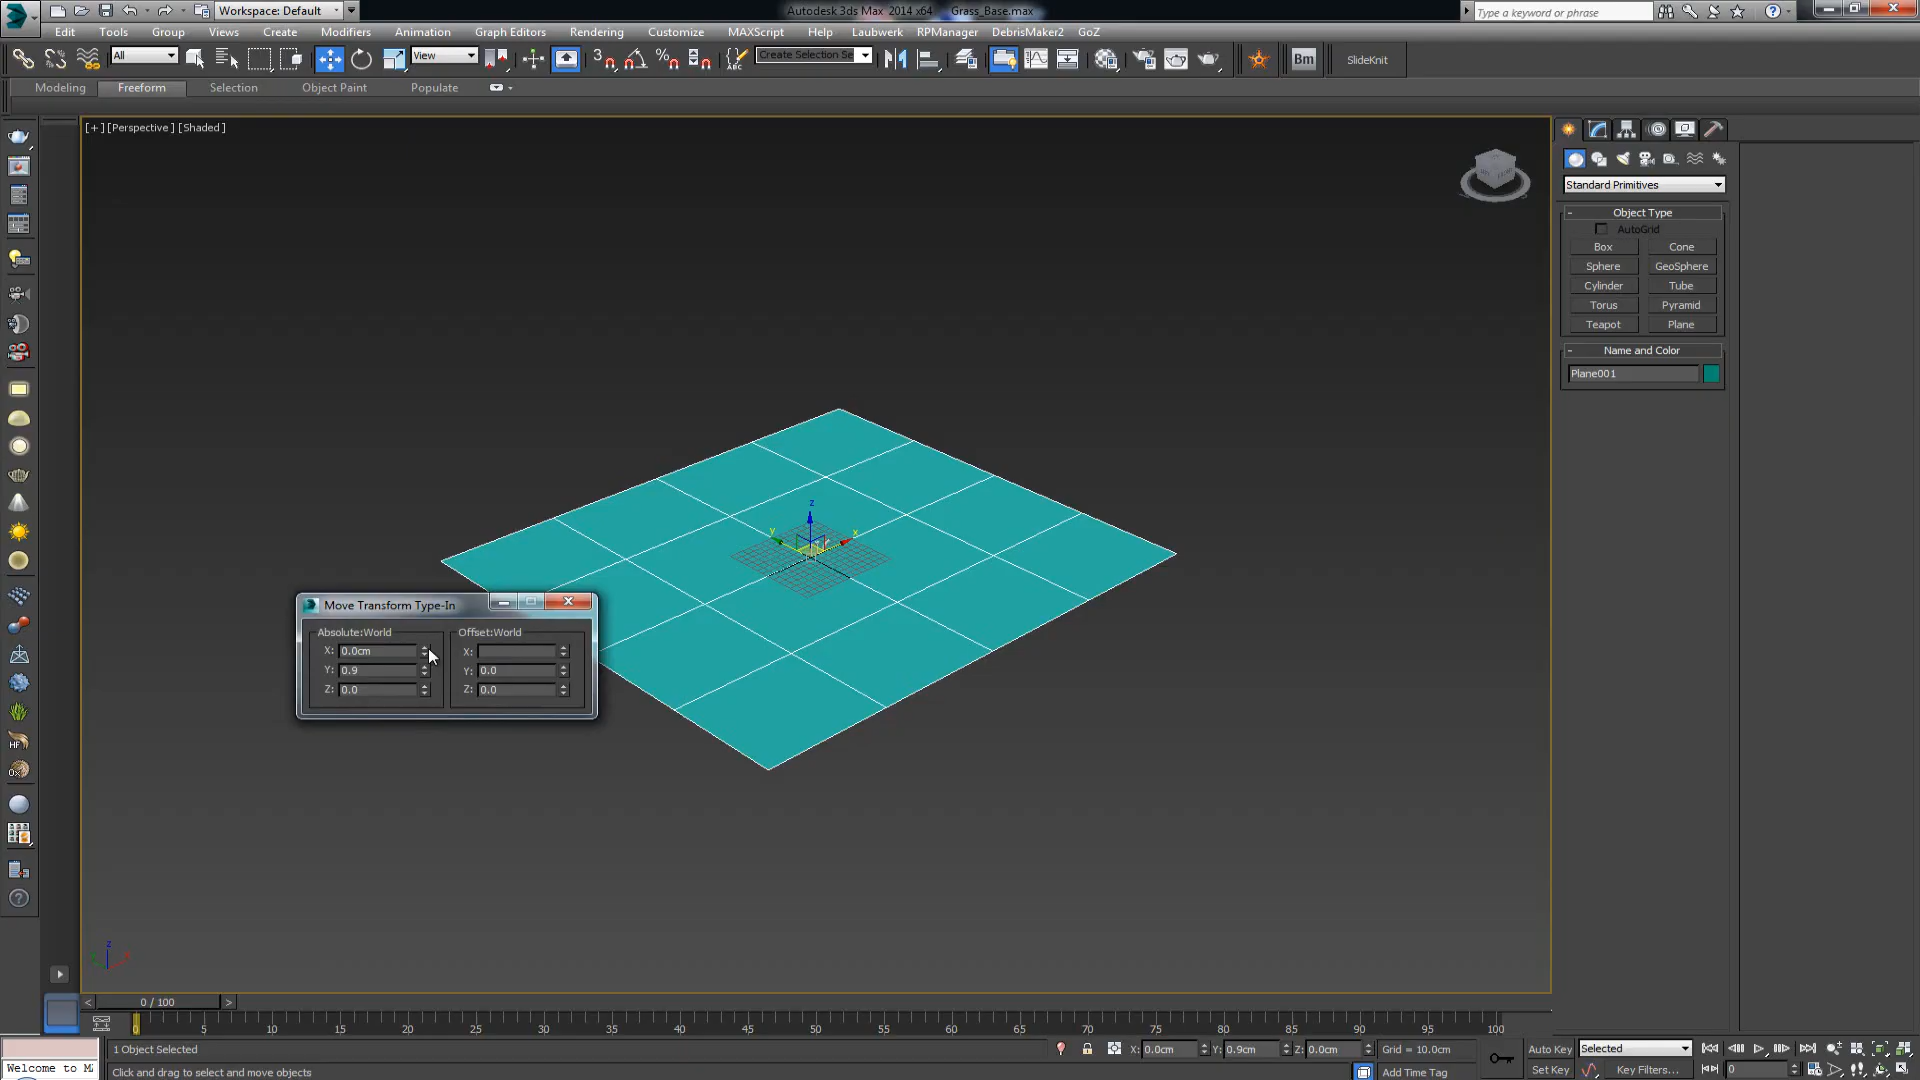 Workspace: Default
Autodesk 3ds Max 2014 x64 Grass_Base.max
Type a keyword or phrase
Edit Tools Group Views Create Modifiers Animation Graph Editors Rendering Customize MAXScript Help Laubwerk RPManager DebrisMaker2 GoZ
All View Create Selection Se Bm SlideKnit
Modeling Freeform Selection Object Paint Populate
[+] [Perspective] [Shaded]
Standard Primitives
- Object Type
AutoGrid
Box Cone
Sphere GeoSphere
Cylinder Tube
Torus Pyramid
Teapot Plane
- Name and Color
Plane001
z
y x
Move Transform Type-In
Absolute:World Offset:World
X: 0.0cm X:
Y: 0.9 Y: 0.0
Z: 0.0 Z: 0.0
HF
z
< 0 / 100 >
0 5 10 15 20 25 30 35 40 45 50 55 60 65 70 75 80 85 90 95 100
1 Object Selected X: 0.0cm Y: 0.9cm Z: 0.0cm Grid = 10.0cm Auto Key Selected
Welcome to MA Click and drag to select and move objects Add Time Tag Set Key Key Filters... 0